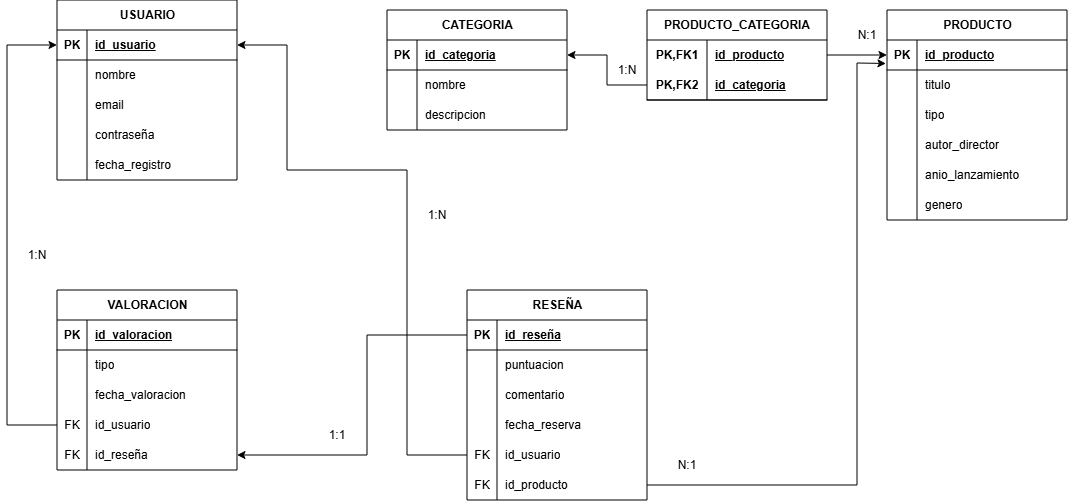 USUARIO
PK id_usuario
nombre
email
contraseña
fecha_registro
CATEGORIA
PK id_categoria
nombre
descripcion
PRODUCTO_CATEGORIA
PK,FK1 id_producto
PK,FK2 id_categoria
PRODUCTO
PK id_producto
titulo
tipo
autor_director
anio_lanzamiento
genero
N:1
1:N
1:N
1:N
VALORACION
PK id_valoracion
tipo
fecha_valoracion
FK id_usuario
FK id_reseña
1:1
RESEÑA
PK id_reseña
puntuacion
comentario
fecha_reserva
FK id_usuario
FK id_producto
N:1